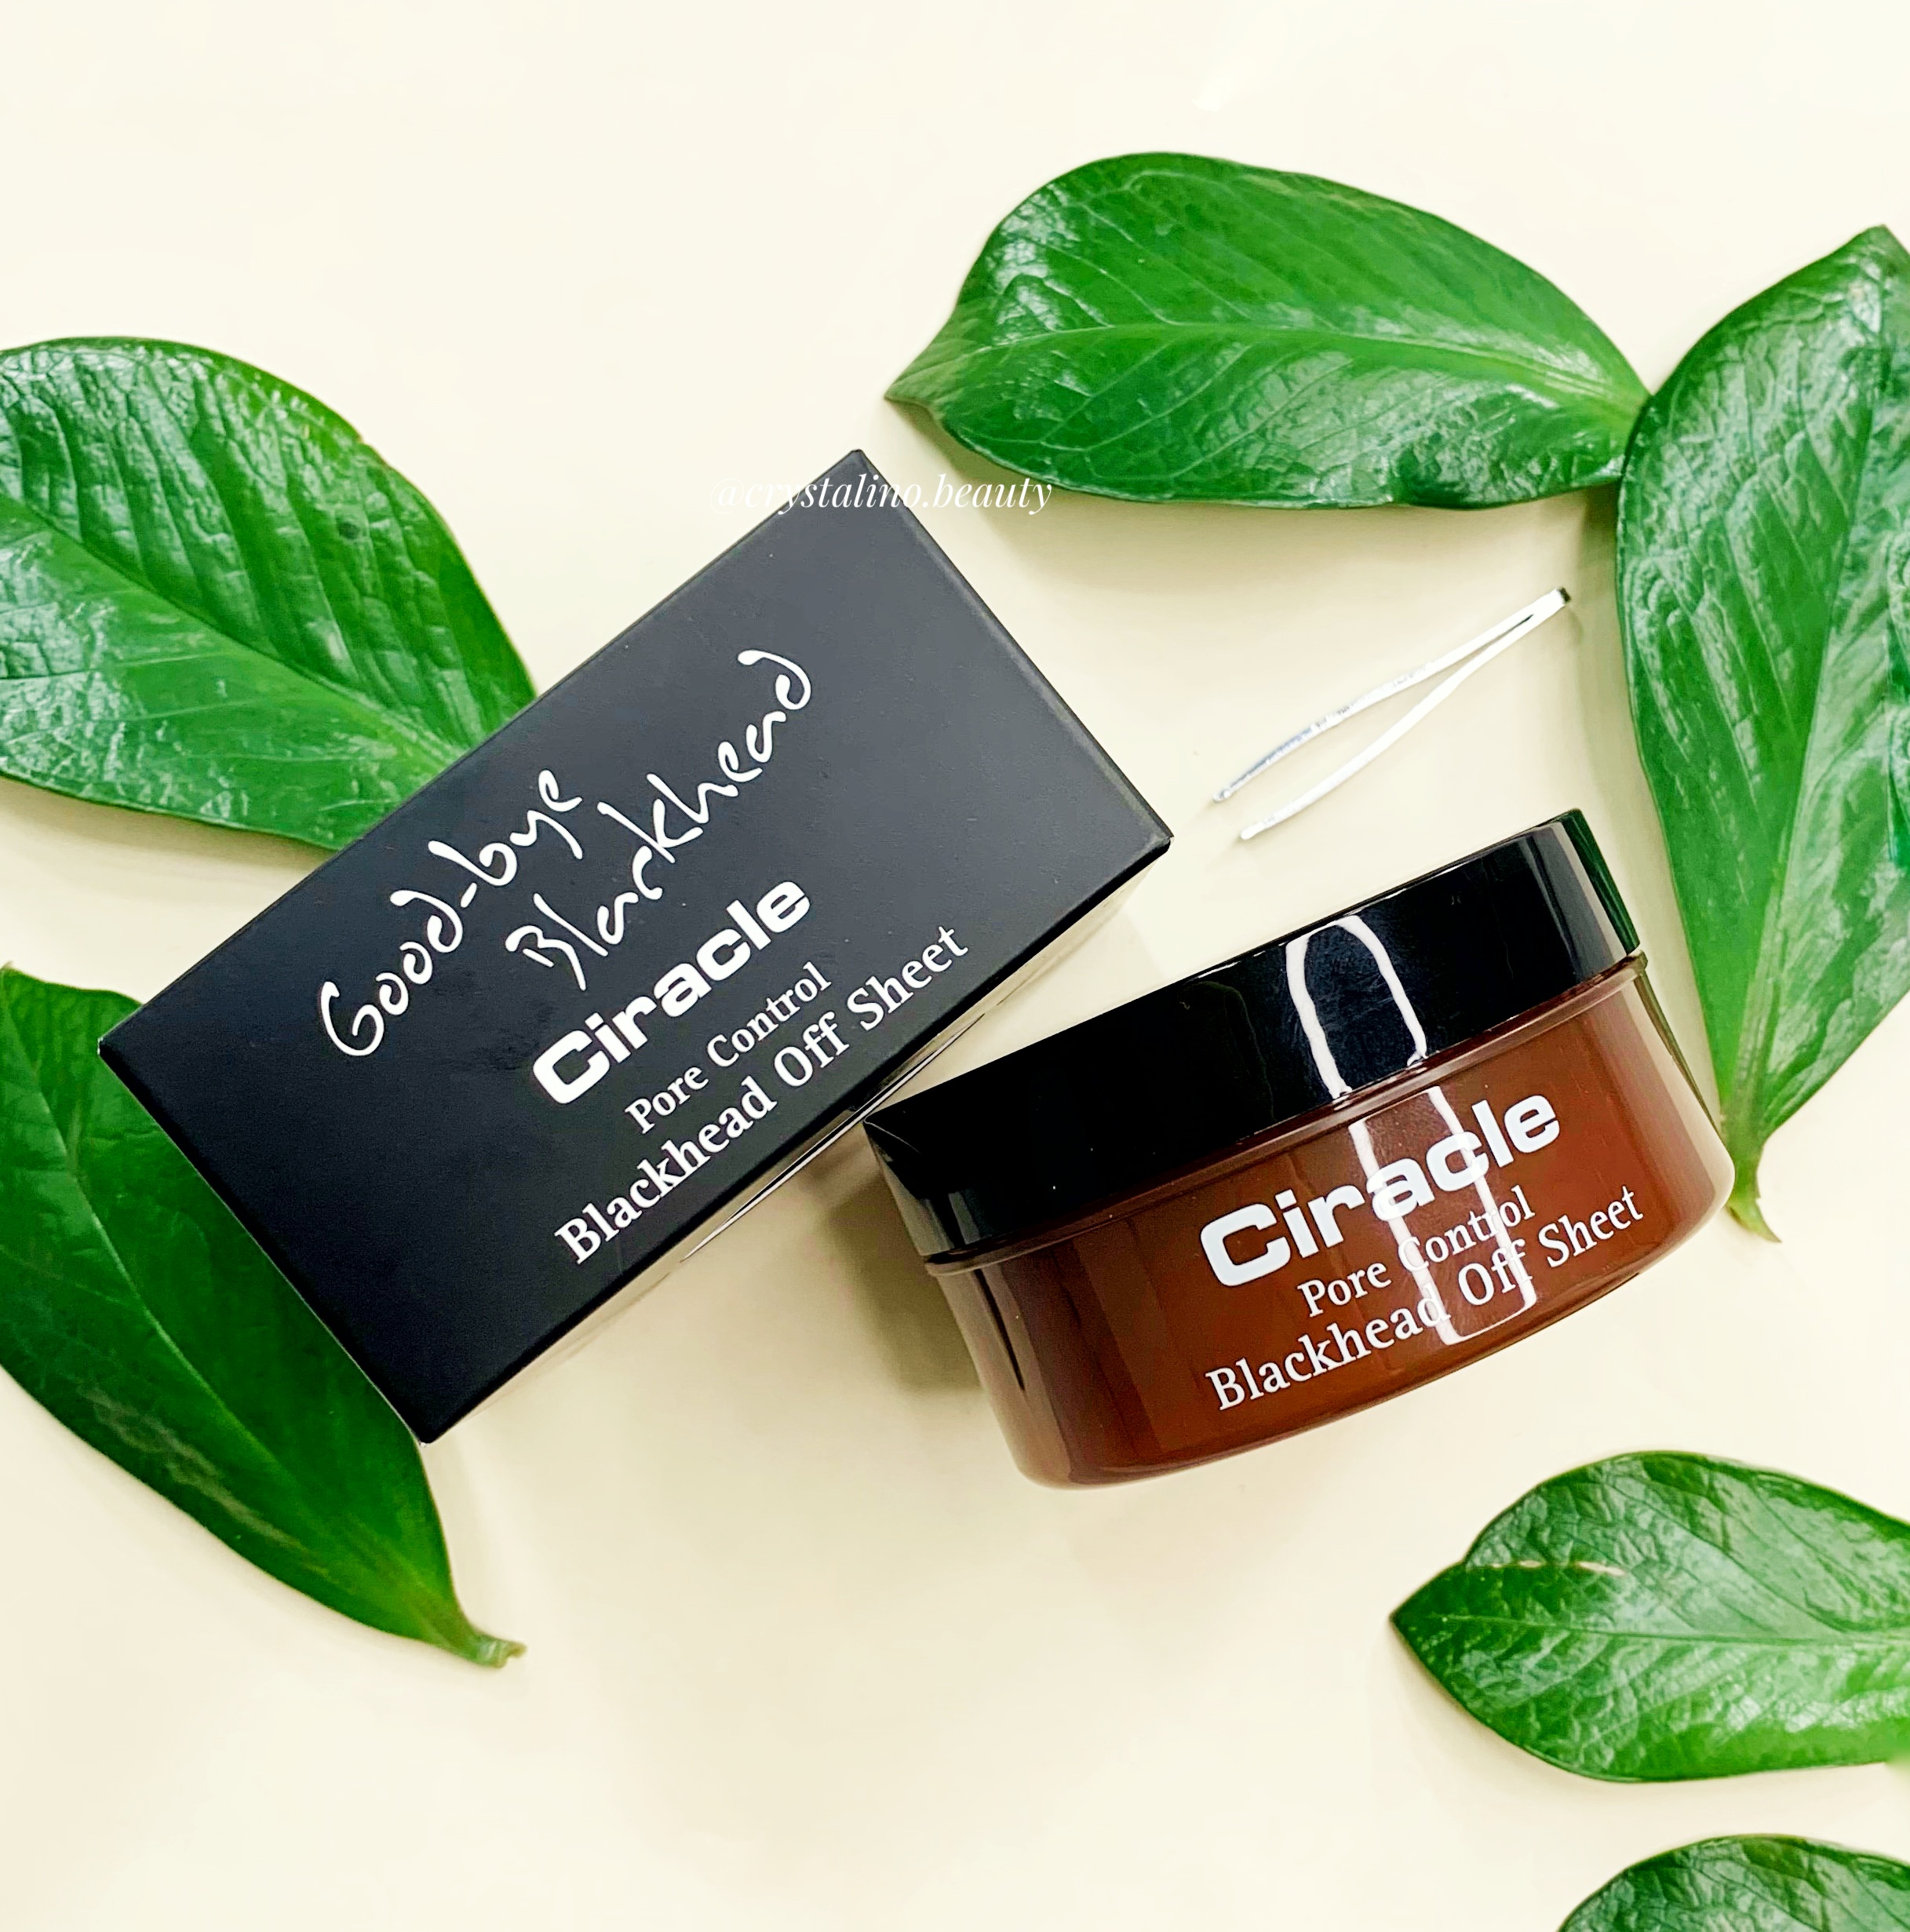 @crystalino.beauty
Good-bye
Blackhead
Ciracle
Pore Control
Blackhead Off Sheet
Ciracle
Pore Control
Blackhead Off Sheet